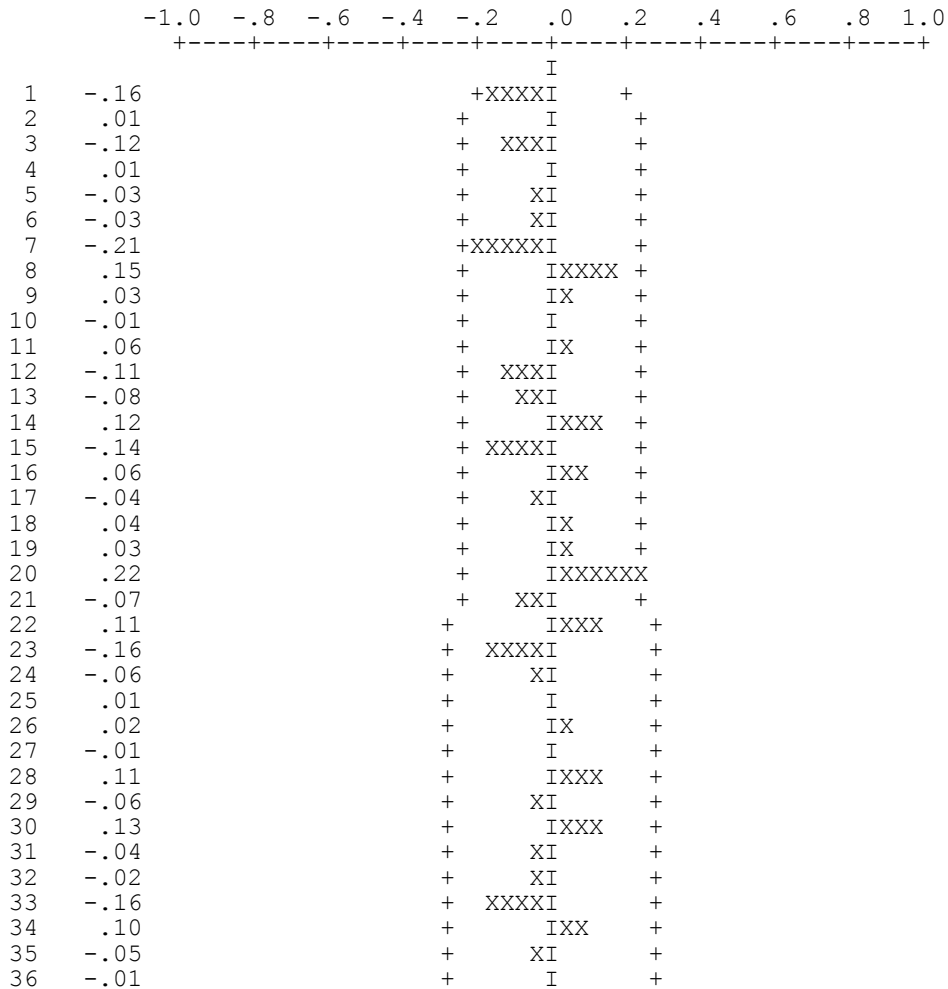 -1.0  -.8  -.6  -.4  -.2   .0   .2   .4   .6   .8  1.0
  +----+----+----+----+----+----+----+----+----+----+
                           I
 1   -.16             +XXXXI    +
 2    .01            +     I     +
 3   -.12            +  XXXI     +
 4    .01            +     I     +
 5   -.03            +    XI     +
 6   -.03            +    XI     +
 7   -.21            +XXXXXI     +
 8    .15            +     IXXXX +
 9    .03            +     IX    +
10   -.01            +     I     +
11    .06            +     IX    +
12   -.11            +  XXXI     +
13   -.08            +   XXI     +
14    .12            +     IXXX  +
15   -.14            + XXXXI     +
16    .06            +     IXX   +
17   -.04            +    XI     +
18    .04            +     IX    +
19    .03            +     IX    +
20    .22            +     IXXXXXX
21   -.07            +   XXI     +
22    .11           +      IXXX   +
23   -.16           +  XXXXI      +
24   -.06           +     XI      +
25    .01           +      I      +
26    .02           +      IX     +
27   -.01           +      I      +
28    .11           +      IXXX   +
29   -.06           +     XI      +
30    .13           +      IXXX   +
31   -.04           +     XI      +
32   -.02           +     XI      +
33   -.16           +  XXXXI      +
34    .10           +      IXX    +
35   -.05           +     XI      +
36   -.01           +      I      +